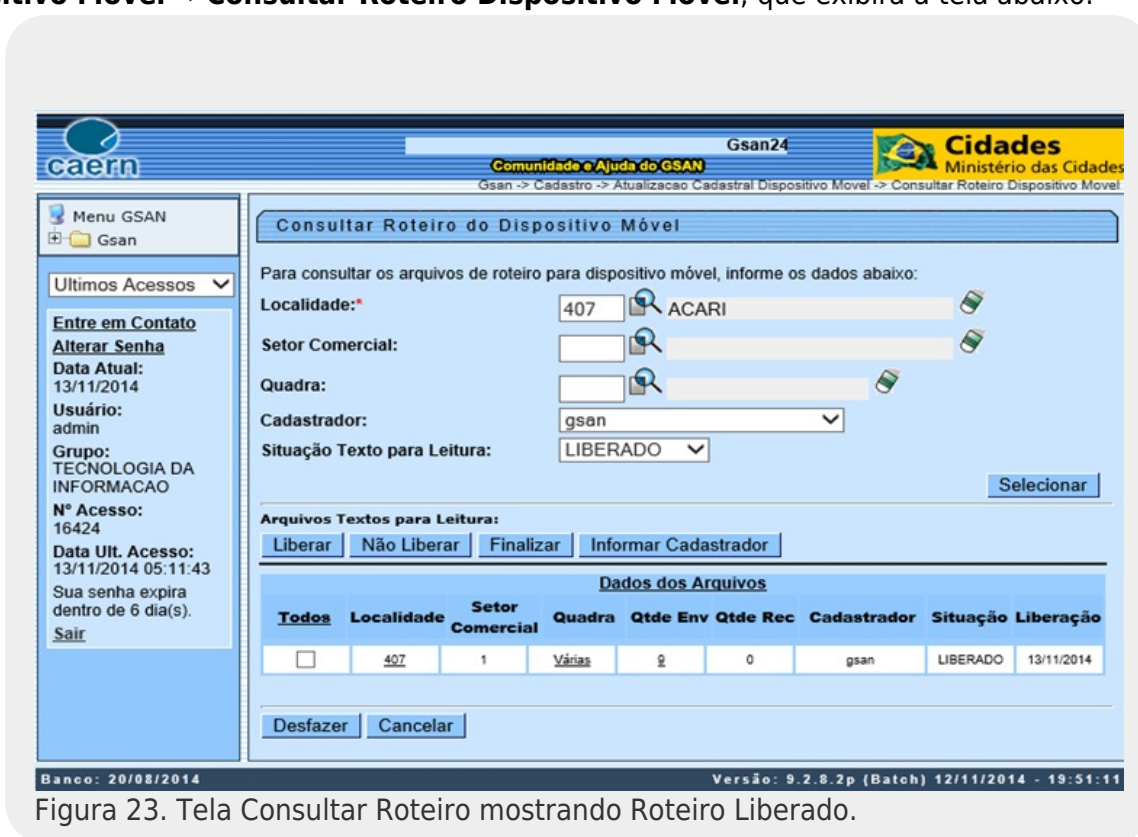 sitivo Móvel → Consultar Roteiro Dispositivo Móvel, que exibirá a tela abaixo:
caern
Gsan24
Comunidade e Ajuda do GSAN
Cidades
Ministério das Cidades
Gsan -> Cadastro -> Atualizacao Cadastral Dispositivo Movel -> Consultar Roteiro Dispositivo Movel
Menu GSAN
Gsan
Ultimos Acessos
Entre em Contato
Alterar Senha
Data Atual:
13/11/2014
Usuário:
admin
Grupo:
TECNOLOGIA DA
INFORMACAO
Nº Acesso:
16424
Data Ult. Acesso:
13/11/2014 05:11:43
Sua senha expira
dentro de 6 dia(s).
Sair
Consultar Roteiro do Dispositivo Móvel
Para consultar os arquivos de roteiro para dispositivo móvel, informe os dados abaixo:
Localidade:* 407 ACARI
Setor Comercial:
Quadra:
Cadastrador: gsan
Situação Texto para Leitura: LIBERADO
Selecionar
Arquivos Textos para Leitura:
Liberar Não Liberar Finalizar Informar Cadastrador
Dados dos Arquivos
Todos Localidade Setor Comercial Quadra Qtde Env Qtde Rec Cadastrador Situação Liberação
407 1 Várias 9 0 gsan LIBERADO 13/11/2014
Desfazer Cancelar
Banco: 20/08/2014 Versão: 9.2.8.2p (Batch) 12/11/2014 - 19:51:11
Figura 23. Tela Consultar Roteiro mostrando Roteiro Liberado.